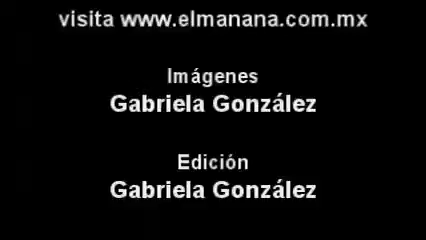 visita www.elmanana.com.mx
Imágenes
Gabriela González
Edición
Gabriela González